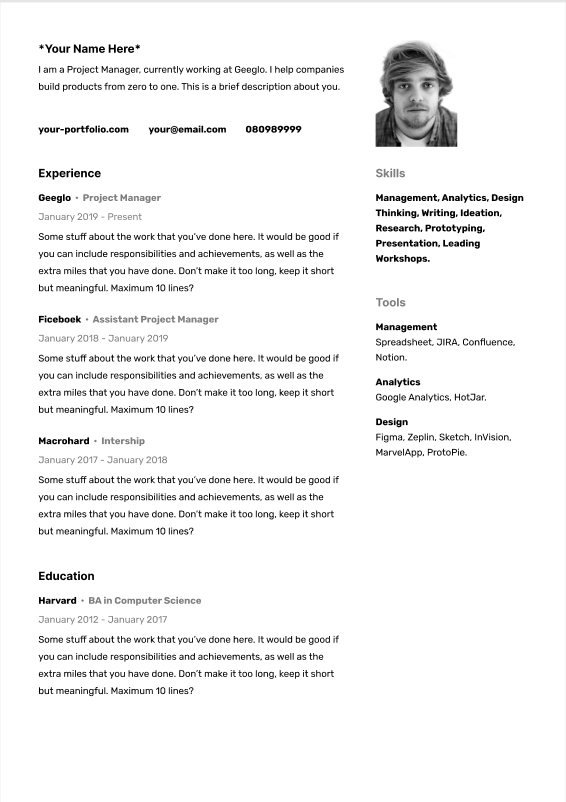 *Your Name Here*
I am a Project Manager, currently working at Geeglo. I help companies
build products from zero to one. This is a brief description about you.
your-portfolio.com your@email.com 080989999
Experience
Geeglo • Project Manager
January 2019 - Present
Some stuff about the work that you've done here. It would be good if
you can include responsibilities and achievements, as well as the
extra miles that you have done. Don't make it too long, keep it short
but meaningful. Maximum 10 lines?
Ficeboek • Assistant Project Manager
January 2018 - January 2019
Some stuff about the work that you've done here. It would be good if
you can include responsibilities and achievements, as well as the
extra miles that you have done. Don't make it too long, keep it short
but meaningful. Maximum 10 lines?
Macrohard • Intership
January 2017 - January 2018
Some stuff about the work that you've done here. It would be good if
you can include responsibilities and achievements, as well as the
extra miles that you have done. Don't make it too long, keep it short
but meaningful. Maximum 10 lines?
Education
Harvard • BA in Computer Science
January 2012 - January 2017
Some stuff about the work that you've done here. It would be good if
you can include responsibilities and achievements, as well as the
extra miles that you have done. Don't make it too long, keep it short
but meaningful. Maximum 10 lines?
Skills
Management, Analytics, Design
Thinking, Writing, Ideation,
Research, Prototyping,
Presentation, Leading
Workshops.
Tools
Management
Spreadsheet, JIRA, Confluence,
Notion.
Analytics
Google Analytics, HotJar.
Design
Figma, Zeplin, Sketch, InVision,
MarvelApp, ProtoPie.